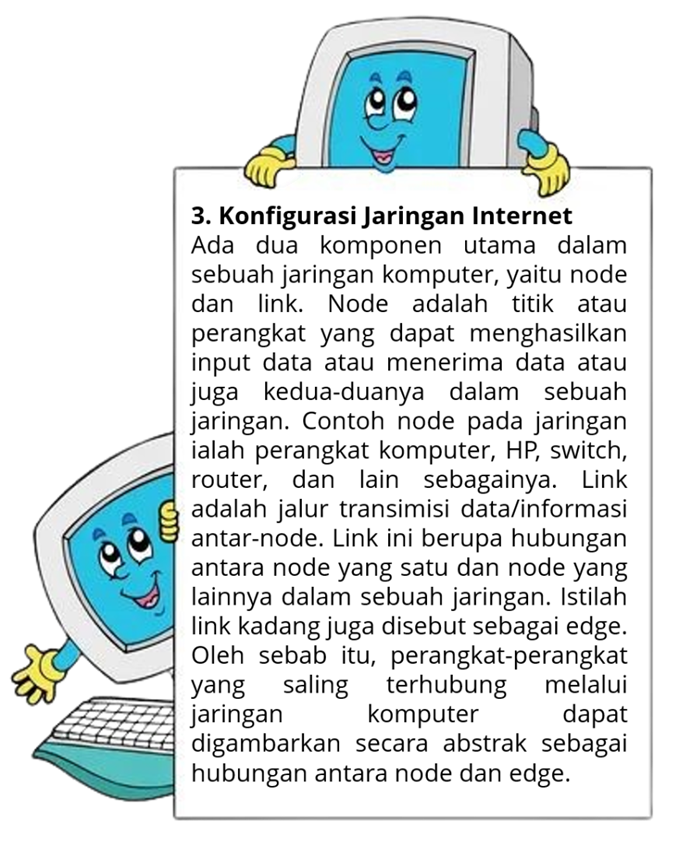 3. Konfigurasi Jaringan Internet
Ada dua komponen utama dalam
sebuah jaringan komputer, yaitu node
dan link. Node adalah titik atau
perangkat yang dapat menghasilkan
input data atau menerima data atau
juga kedua-duanya dalam sebuah
jaringan. Contoh node pada jaringan
ialah perangkat komputer, HP, switch,
router, dan lain sebagainya. Link
adalah jalur transimisi data/informasi
antar-node. Link ini berupa hubungan
antara node yang satu dan node yang
lainnya dalam sebuah jaringan. Istilah
link kadang juga disebut sebagai edge.
Oleh sebab itu, perangkat-perangkat
yang saling terhubung melalui
jaringan komputer dapat
digambarkan secara abstrak sebagai
hubungan antara node dan edge.